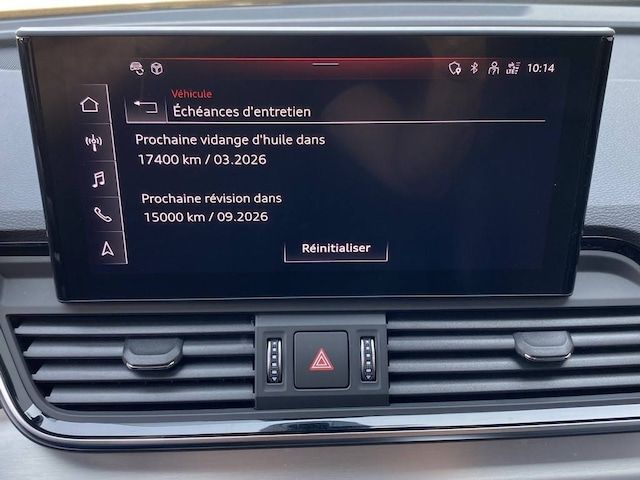 10:14
Véhicule
Échéances d'entretien
Prochaine vidange d'huile dans
17400 km / 03.2026
Prochaine révision dans
15000 km / 09.2026
Réinitialiser